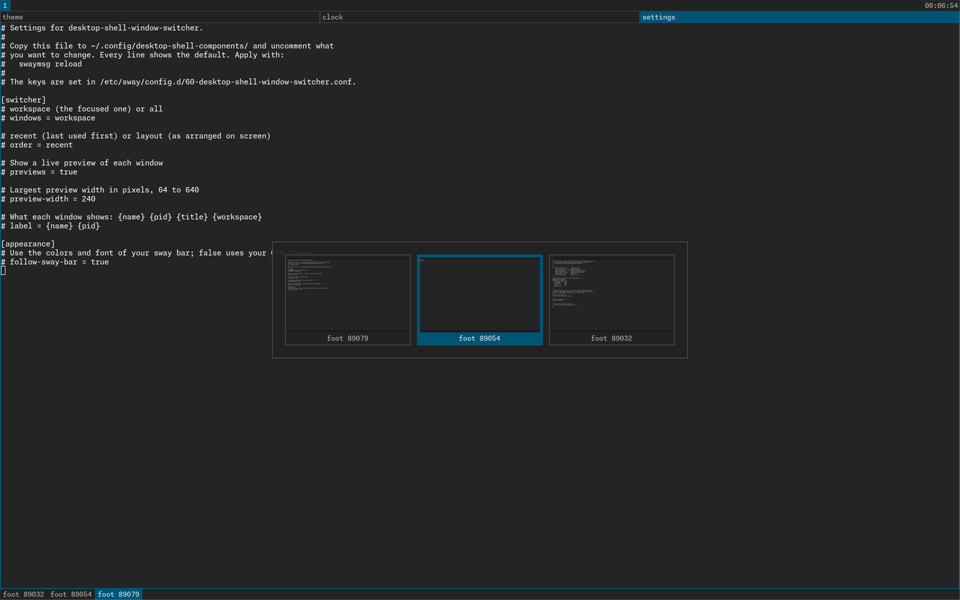 1
00:06:54
theme
clock
settings
# Settings for desktop-shell-window-switcher.
#
# Copy this file to ~/.config/desktop-shell-components/ and uncomment what
# you want to change. Every line shows the default. Apply with:
#   swaymsg reload
#
# The keys are set in /etc/sway/config.d/60-desktop-shell-window-switcher.conf.
[switcher]
# workspace (the focused one) or all
# windows = workspace
# recent (last used first) or layout (as arranged on screen)
# order = recent
# Show a live preview of each window
# previews = true
# Largest preview width in pixels, 64 to 640
# preview-width = 240
# What each window shows: {name} {pid} {title} {workspace}
# label = {name} {pid}
[appearance]
# Use the colors and font of your sway bar; false uses your
# follow-sway-bar = true
foot 89079
foot 89054
foot 89032
foot 89032
foot 89054
foot 89079